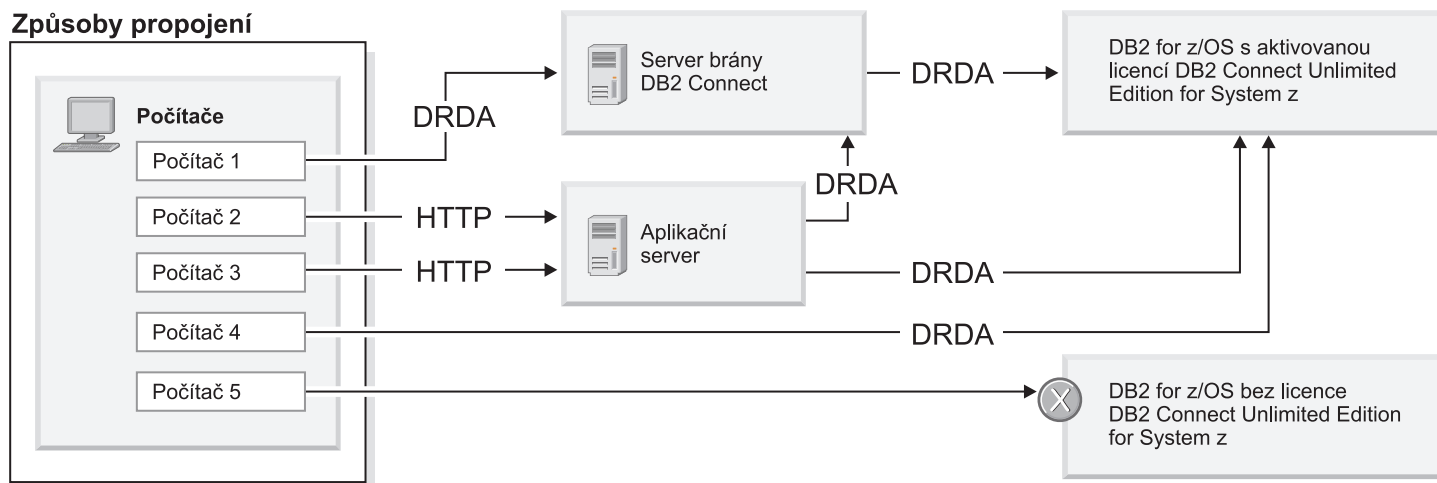 Způsoby propojení
Počítače
Počítač 1
Počítač 2
Počítač 3
Počítač 4
Počítač 5
DRDA
HTTP
HTTP
Server brány
DB2 Connect
Aplikační
server
DRDA
DRDA
DRDA
DRDA
DB2 for z/OS s aktivovanou
licencí DB2 Connect Unlimited
Edition for System z
X
DB2 for z/OS bez licence
DB2 Connect Unlimited Edition
for System z